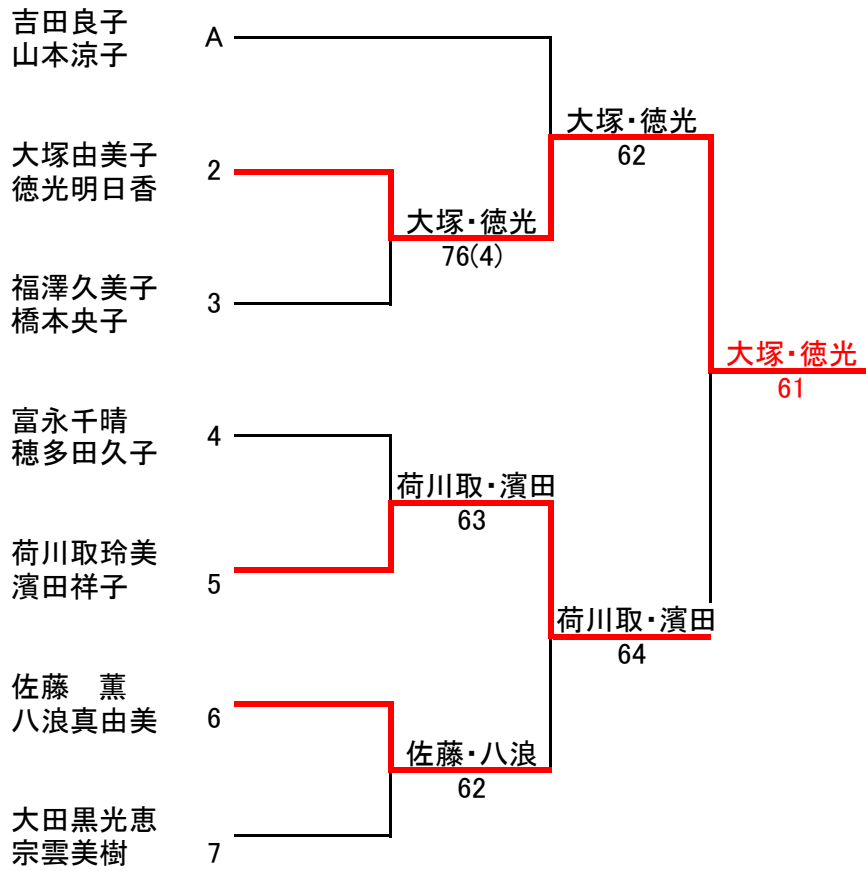 吉田良子
山本涼子
A
大塚・徳光
62
大塚由美子
徳光明日香
2
大塚・徳光
76(4)
福澤久美子
橋本央子
3
大塚・徳光
61
富永千晴
穂多田久子
4
荷川取・濱田
63
荷川取玲美
濱田祥子
5
荷川取・濱田
64
佐藤　薫
八浪真由美
6
佐藤・八浪
62
大田黒光恵
宗雲美樹
7